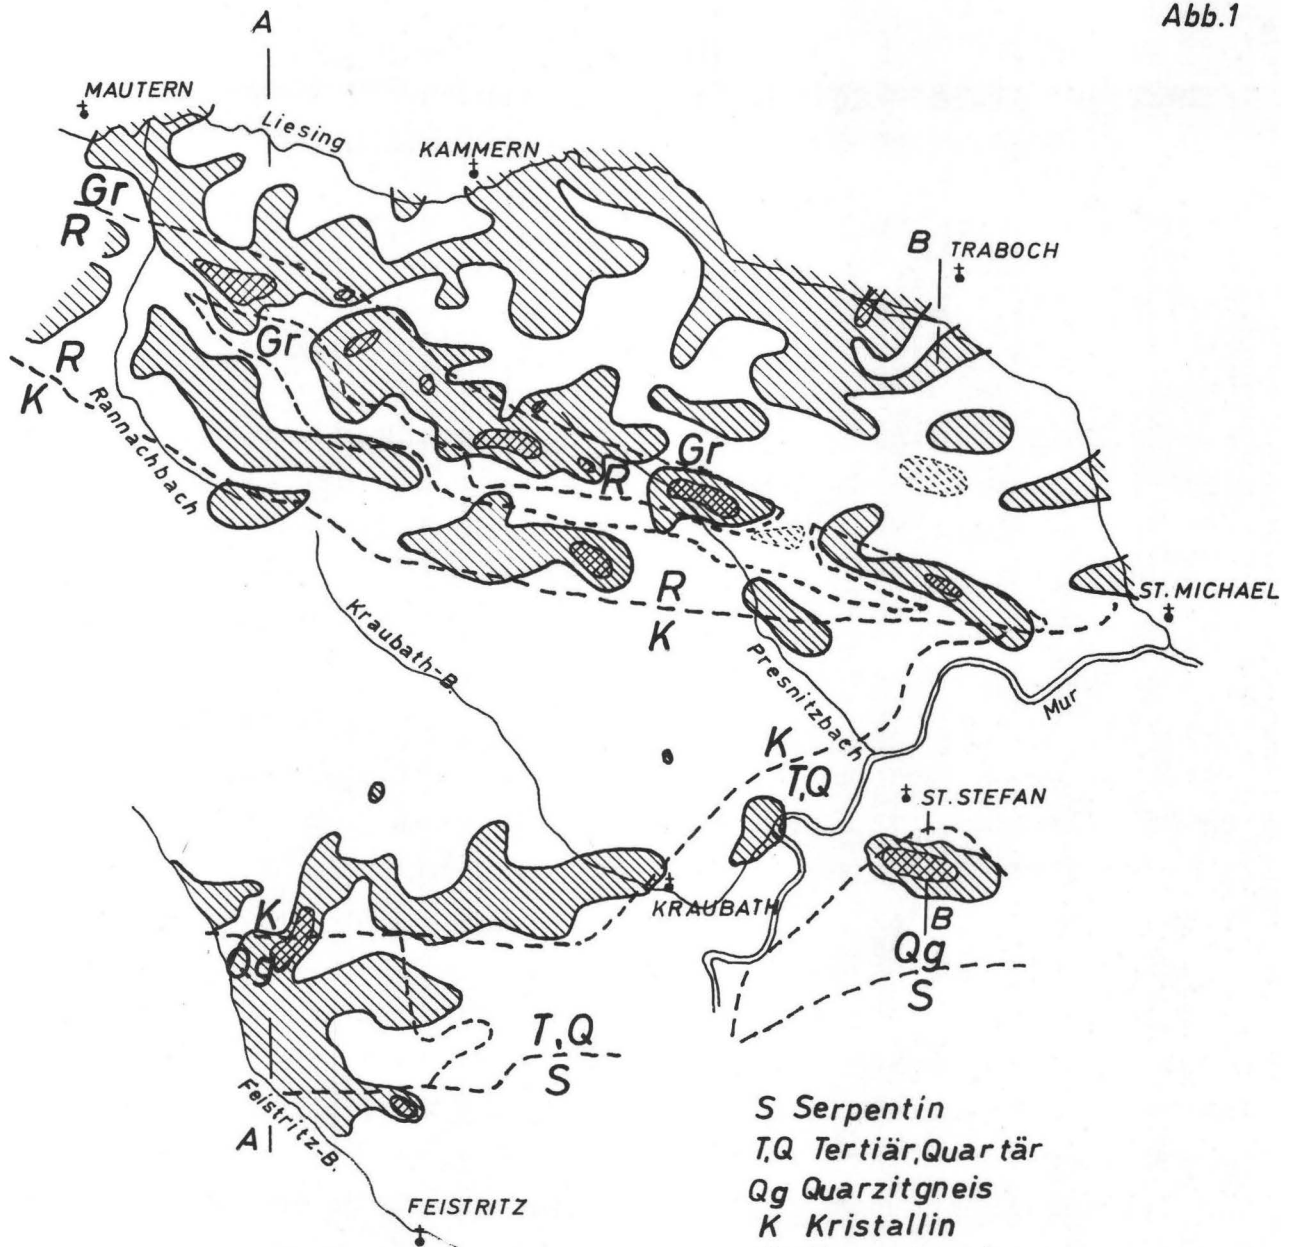 Abb.1
A
MAUTERN
Liesing
KAMMERN
Gr
R
B
TRABOCH
Gr
R
K
Rannachbach
Gr
R
R
K
ST. MICHAEL
Kraubath-B.
Presnitzbach
Mur
K
T,Q
ST. STEFAN
K
KRAUBATH
B
Qg
Qg
S
T,Q
S
Feistritz-B.
A
FEISTRITZ
S Serpentin
T,Q Tertiär,Quartär
Qg Quarzitgneis
K Kristallin